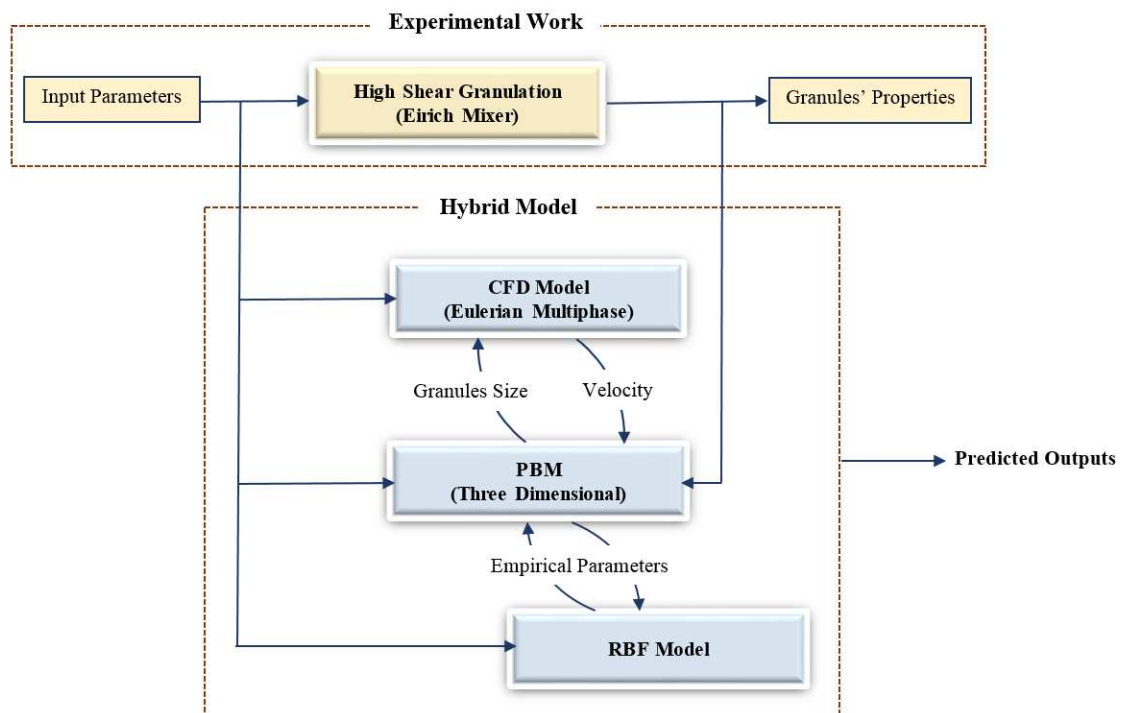 Experimental Work
Input Parameters
High Shear Granulation
(Eirich Mixer)
Granules’ Properties
Hybrid Model
CFD Model
(Eulerian Multiphase)
Granules Size
Velocity
PBM
(Three Dimensional)
Predicted Outputs
Empirical Parameters
RBF Model